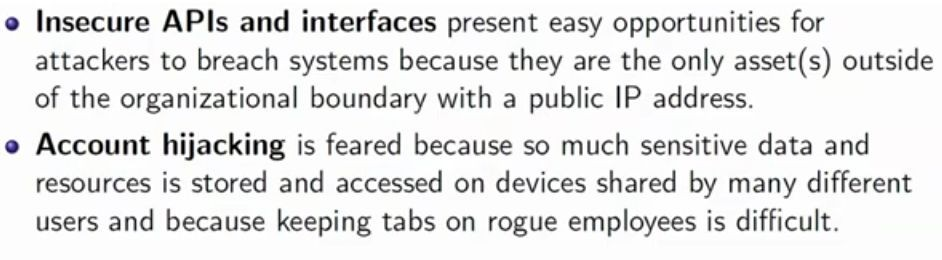 Insecure APIs and interfaces present easy opportunities for
attackers to breach systems because they are the only asset(s) outside
of the organizational boundary with a public IP address.
Account hijacking is feared because so much sensitive data and
resources is stored and accessed on devices shared by many different
users and because keeping tabs on rogue employees is difficult.